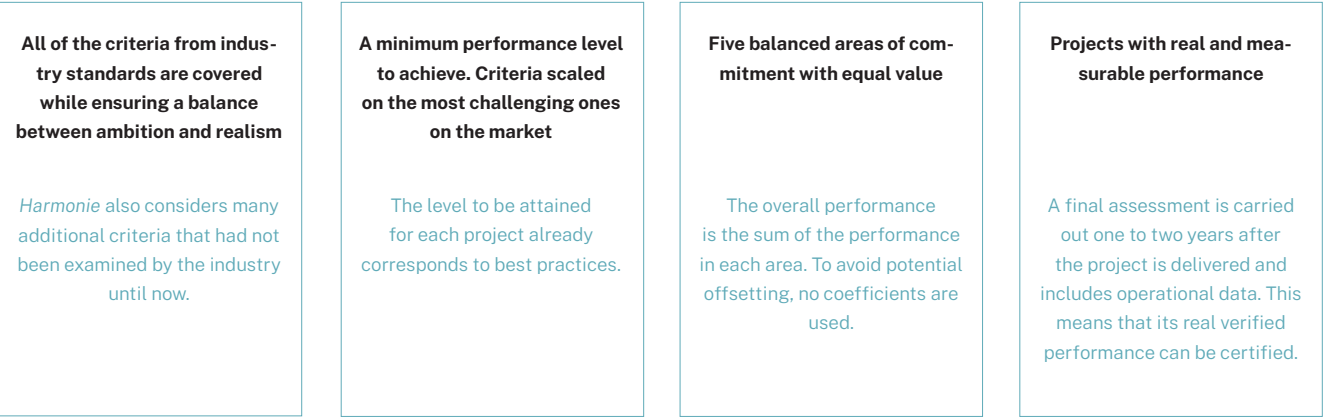 All of the criteria from indus-
try standards are covered
while ensuring a balance
between ambition and realism
Harmonie also considers many
additional criteria that had not
been examined by the industry
until now.
A minimum performance level
to achieve. Criteria scaled
on the most challenging ones
on the market
The level to be attained
for each project already
corresponds to best practices.
Five balanced areas of com-
mitment with equal value
The overall performance
is the sum of the performance
in each area. To avoid potential
offsetting, no coefficients are
used.
Projects with real and mea-
surable performance
A final assessment is carried
out one to two years after
the project is delivered and
includes operational data. This
means that its real verified
performance can be certified.